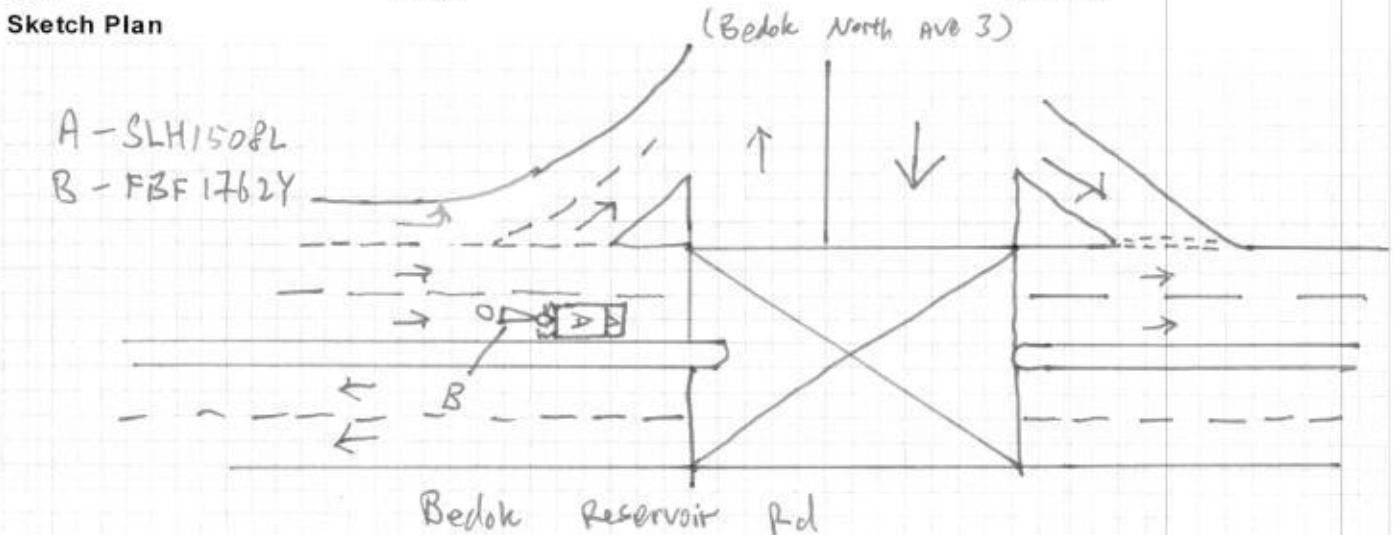 Sketch Plan
(Bedok North AVE 3)
A - SLH1508L
B - FBF1762Y
A
B
Bedok Reservoir Rd